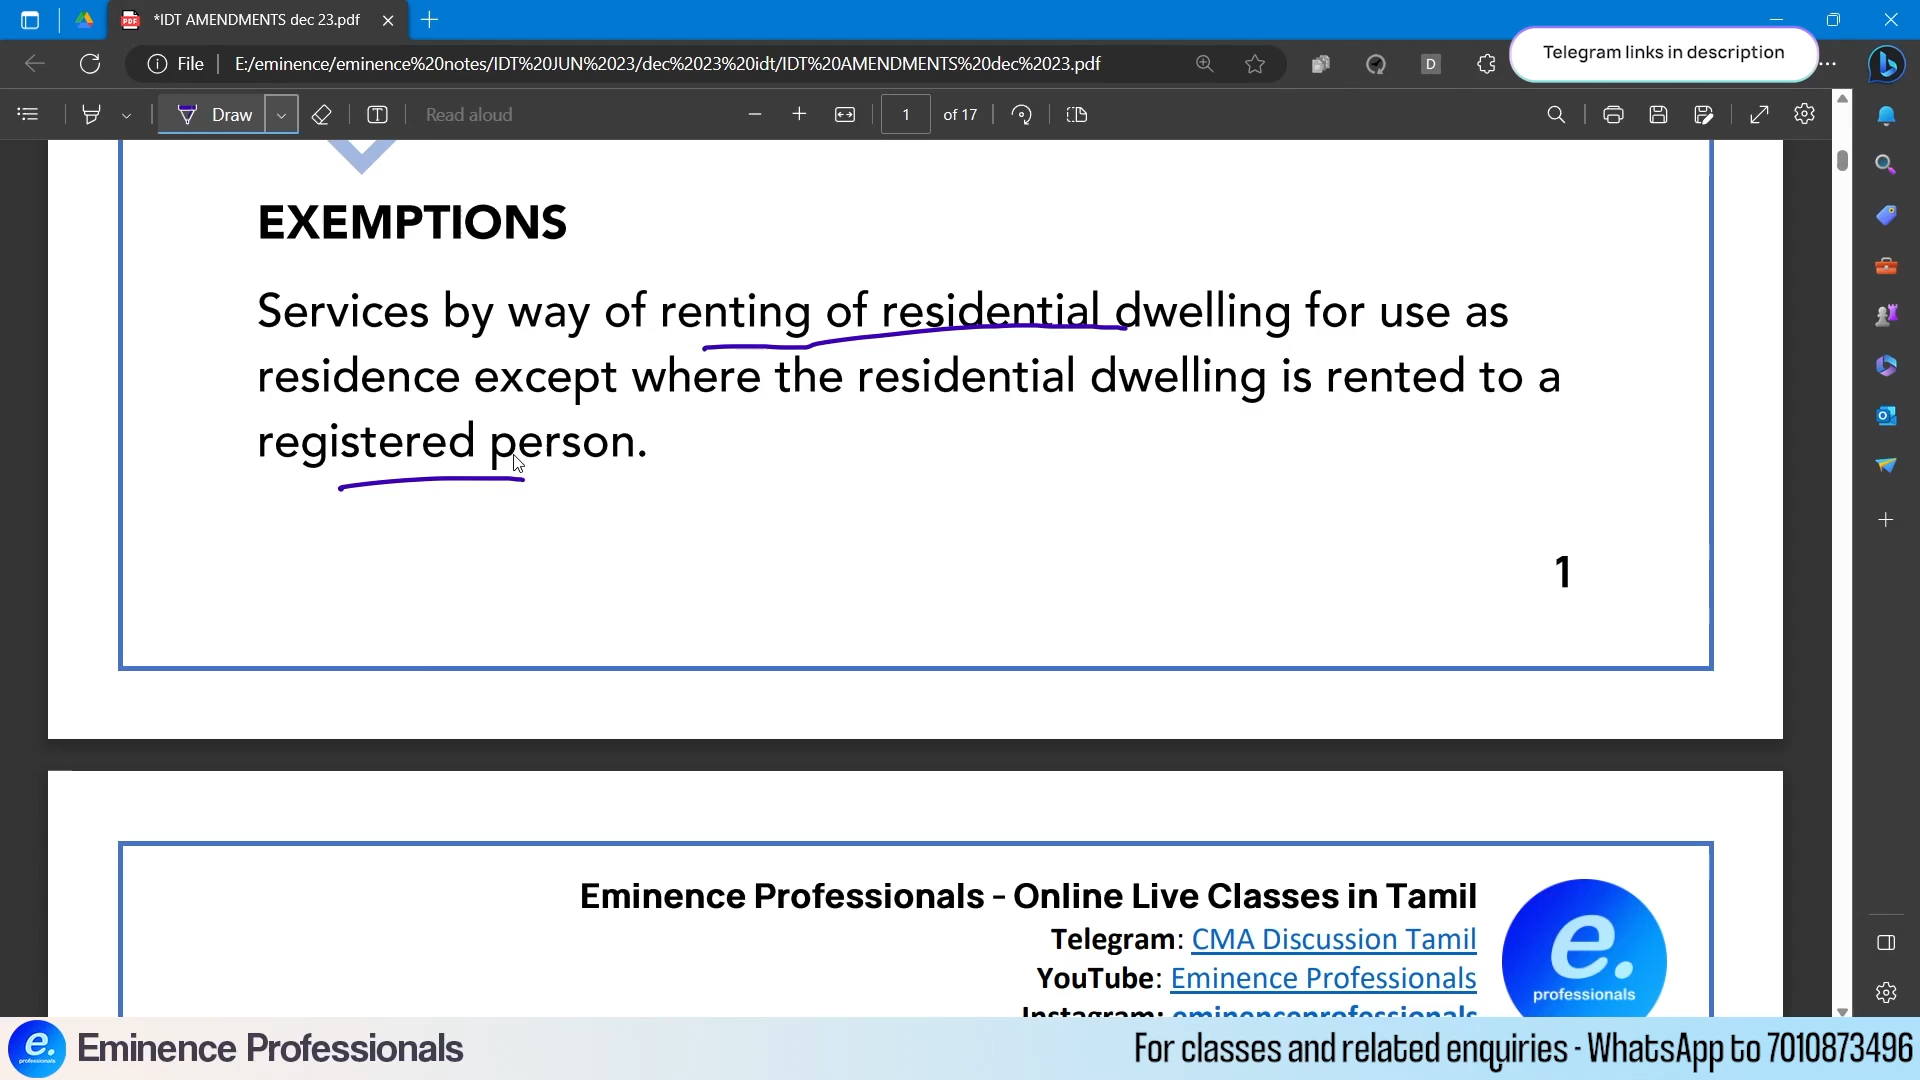 *IDT AMENDMENTS dec 23.pdf
File
E:/eminence/eminence%20notes/IDT%20JUN%2023/dec%2023%20idt/IDT%20AMENDMENTS%20dec%2023.pdf
D
Telegram links in description
Draw
Read aloud
1
of 17
EXEMPTIONS
Services by way of renting of residential dwelling for use as
residence except where the residential dwelling is rented to a
registered person.
1
Eminence Professionals – Online Live Classes in Tamil
Telegram: CMA Discussion Tamil
YouTube: Eminence Professionals
Instagram: eminenceprofessionals
e.
professionals
e.
professionals
Eminence Professionals
For classes and related enquiries - WhatsApp to 7010873496